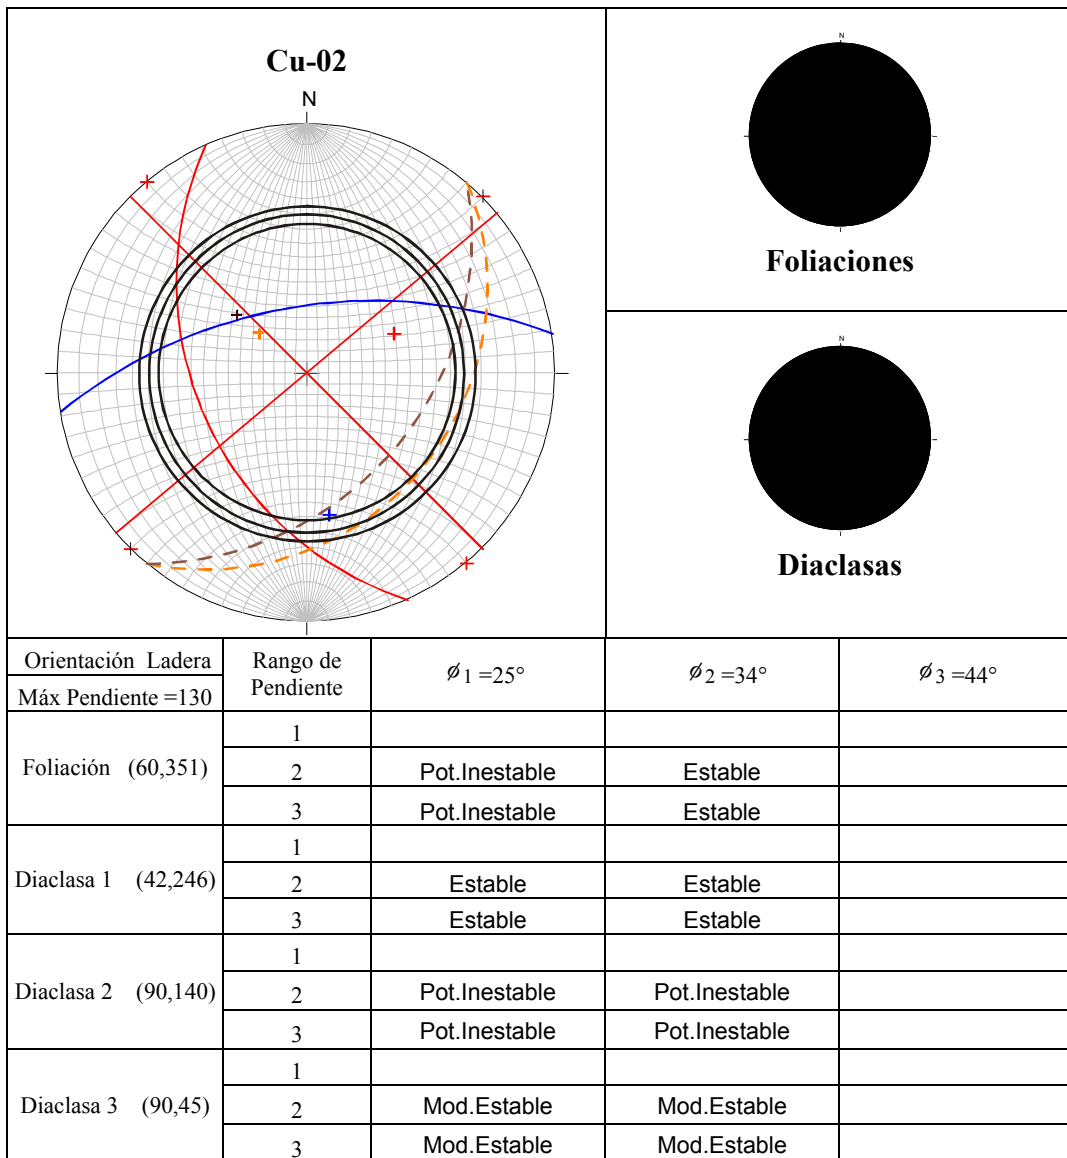 Cu-02
N
N
Foliaciones
N
Diaclasas
Orientación Ladera
Máx Pendiente =130
Rango de
Pendiente
ø1 =25°
ø2 =34°
ø3 =44°
Foliación (60,351)
1
2 Pot.Inestable Estable
3 Pot.Inestable Estable
Diaclasa 1 (42,246)
1
2 Estable Estable
3 Estable Estable
Diaclasa 2 (90,140)
1
2 Pot.Inestable Pot.Inestable
3 Pot.Inestable Pot.Inestable
Diaclasa 3 (90,45)
1
2 Mod.Estable Mod.Estable
3 Mod.Estable Mod.Estable